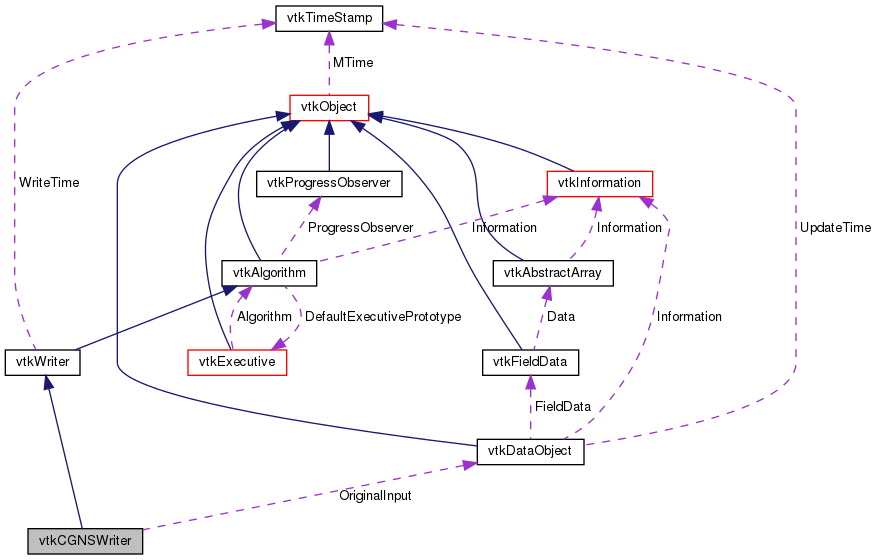 vtkTimeStamp
MTime
vtkObject
WriteTime
vtkProgressObserver
vtkInformation
ProgressObserver
Information
Information
UpdateTime
vtkAlgorithm
vtkAbstractArray
Algorithm
DefaultExecutivePrototype
Data
Information
vtkWriter
vtkExecutive
vtkFieldData
FieldData
vtkDataObject
OriginalInput
vtkCGNSWriter